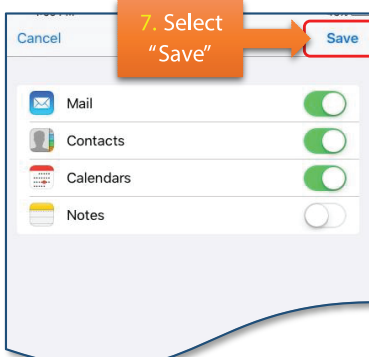 Cancel
7. Select
"Save"
Save
Mail
Contacts
Calendars
Notes